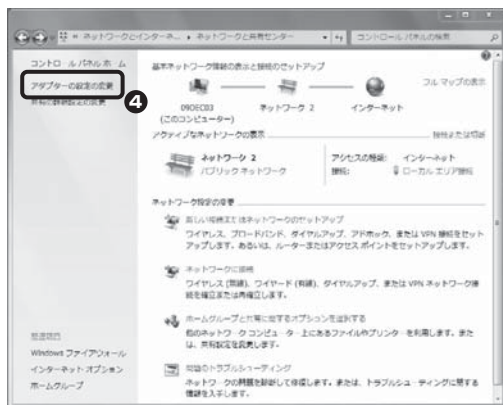 ネットワークとインターネ... ▸ ネットワークと共有センター
コントロール パネルの検索
コントロール パネル ホーム
アダプターの設定の変更
共有の詳細設定の変更
4
基本ネットワーク情報の表示と接続のセットアップ
フル マップの表示
09DEC03
(このコンピューター)
ネットワーク 2
インターネット
アクティブなネットワークの表示
接続または切断
ネットワーク 2
パブリック ネットワーク
アクセスの種類:
インターネット
接続:
ローカル エリア接続
ネットワーク設定の変更
新しい接続またはネットワークのセットアップ
ワイヤレス、ブロードバンド、ダイヤルアップ、アドホック、または VPN 接続をセット
アップします。あるいは、ルーターまたはアクセス ポイントをセットアップします。
ネットワークに接続
ワイヤレス (無線)、ワイヤード (有線)、ダイヤルアップ、または VPN ネットワーク接
続を確立または再確立します。
ホームグループと共有に関するオプションを選択する
他のネットワーク コンピューター上にあるファイルやプリンターを利用します。また
は、共有設定を変更します。
問題のトラブルシューティング
ネットワークの問題を診断して修復します。または、トラブルシューティングに関する
情報を入手します。
関連項目
Windows ファイアウォール
インターネット オプション
ホームグループ